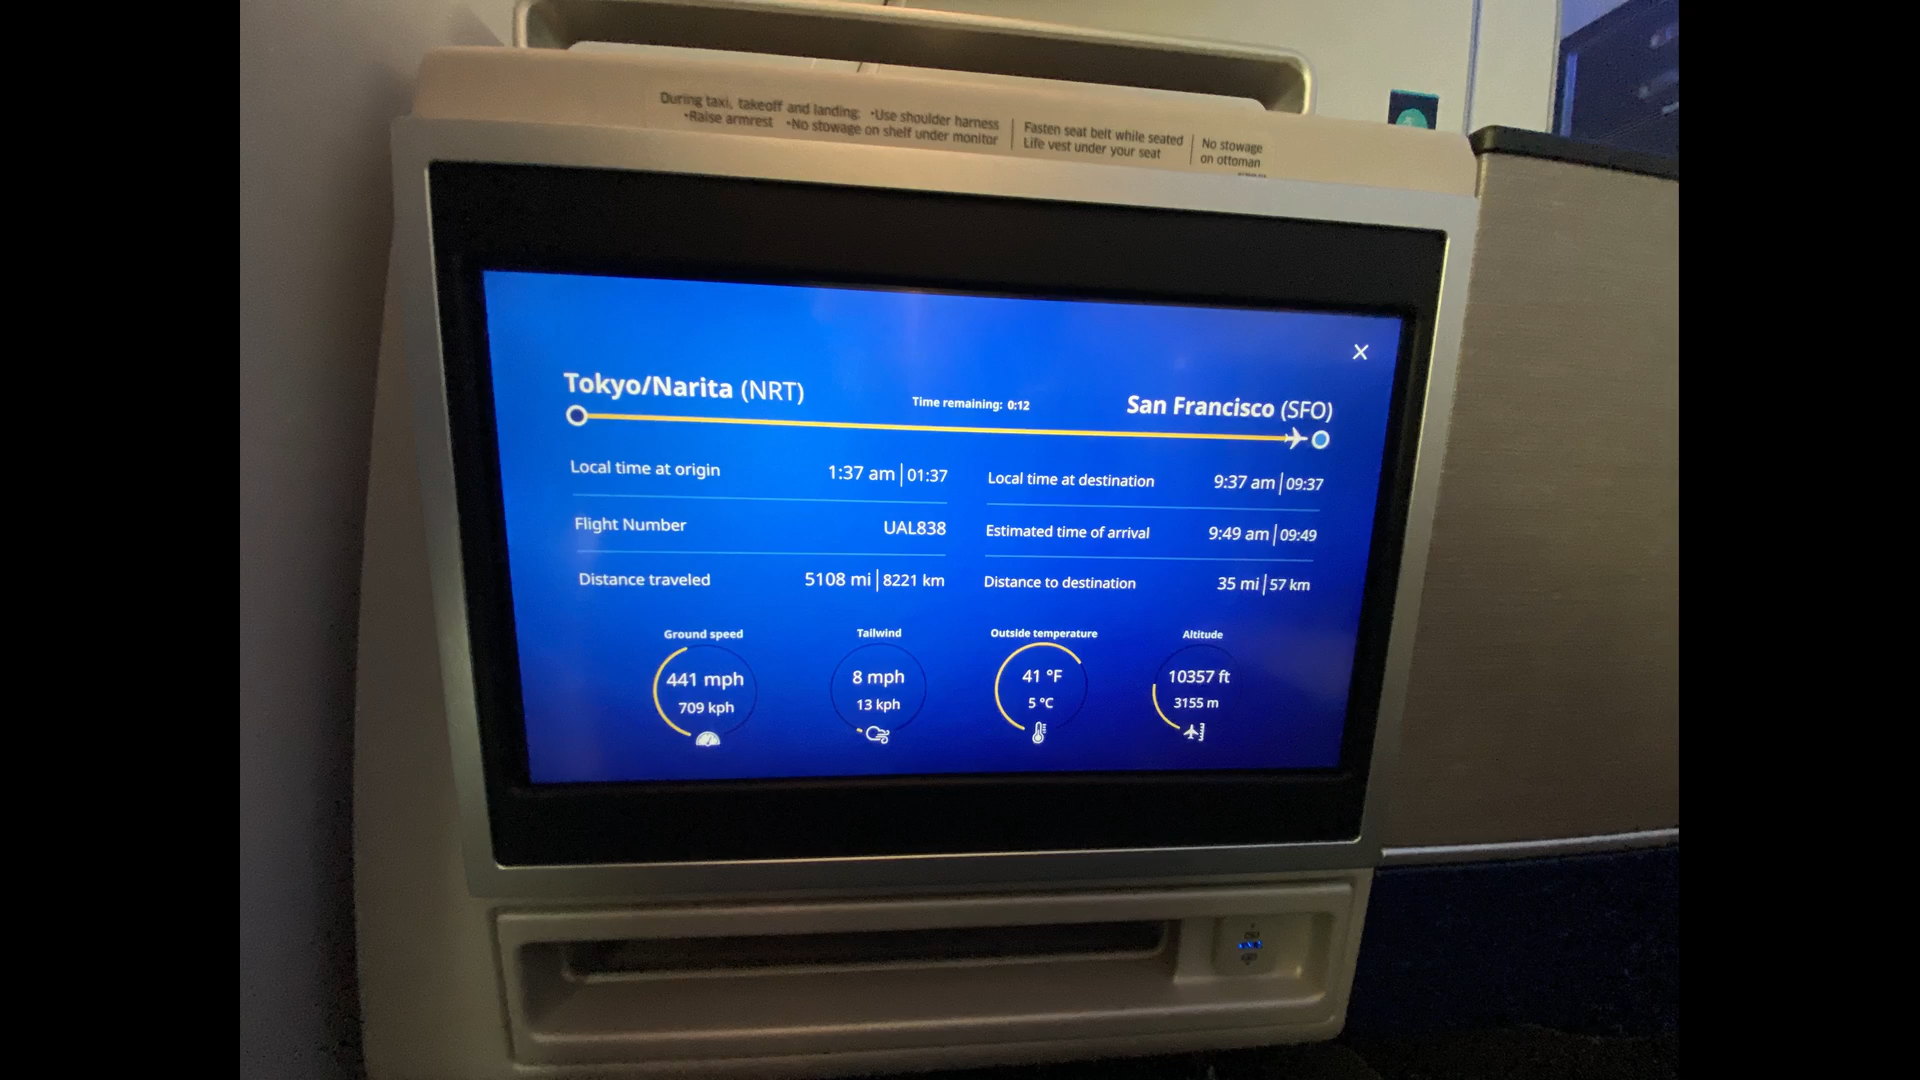 During taxi, takeoff and landing: •Use shoulder harness
•Raise armrest •No stowage on shelf under monitor
Fasten seat belt while seated
Life vest under your seat
No stowage
on ottoman
X
Tokyo/Narita (NRT)
Time remaining: 0:12
San Francisco (SFO)
Local time at origin 1:37 am|01:37
Local time at destination 9:37 am|09:37
Flight Number UAL838
Estimated time of arrival 9:49 am|09:49
Distance traveled 5108 mi|8221 km
Distance to destination 35 mi|57 km
Ground speed
441 mph
709 kph
Tailwind
8 mph
13 kph
Outside temperature
41 °F
5 °C
Altitude
10357 ft
3155 m